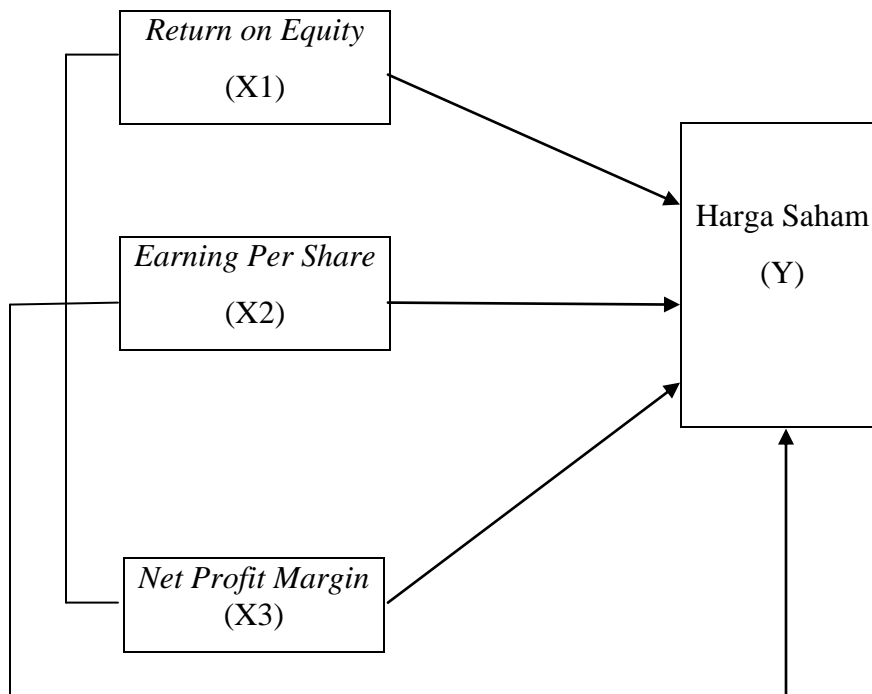 Return on Equity
(X1)
Harga Saham
(Y)
Earning Per Share
(X2)
Net Profit Margin
(X3)